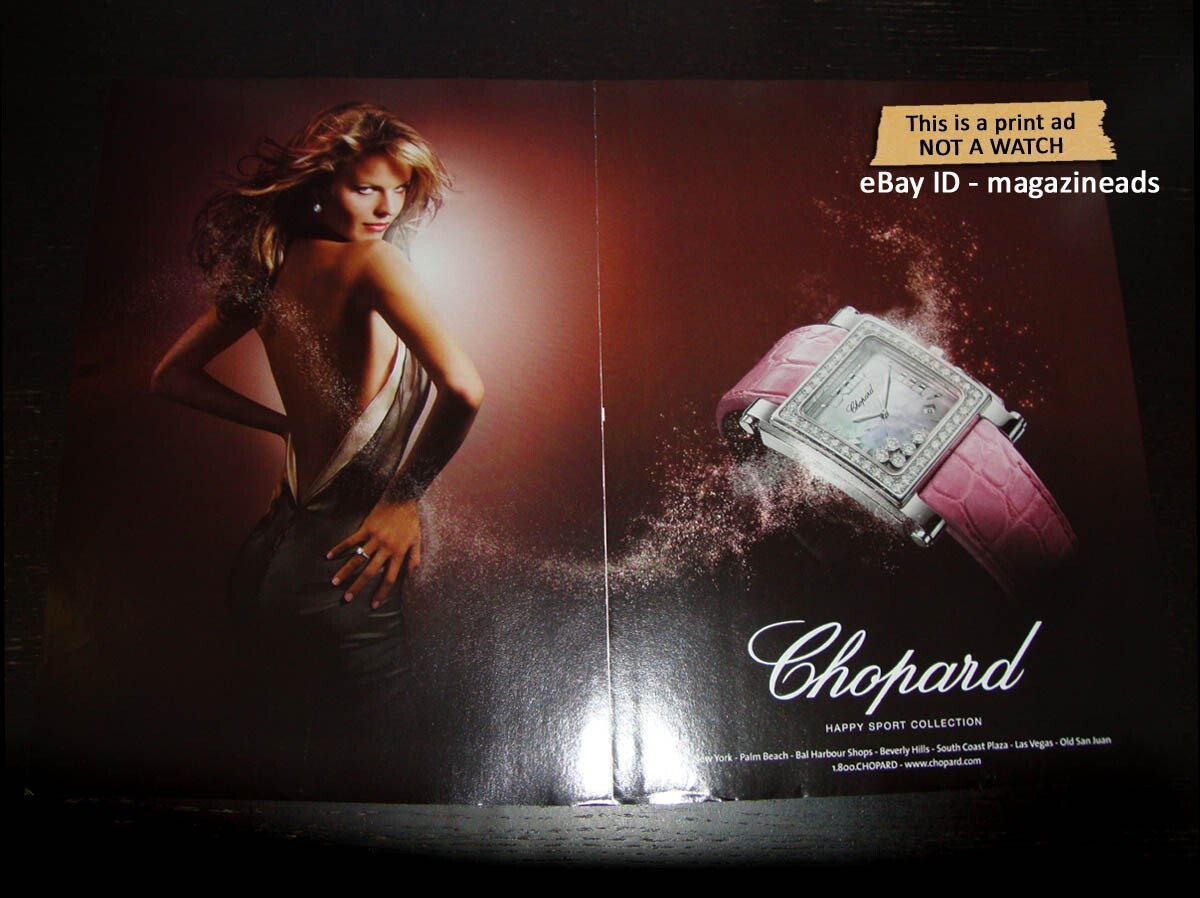 This is a print ad
NOT A WATCH
eBay ID - magazineads
Chopard
Chopard
HAPPY SPORT COLLECTION
York - Palm Beach - Bal Harbour Shops - Beverly Hills - South Coast Plaza - Las Vegas - Old San Juan
1.800.CHOPARD - www.chopard.com